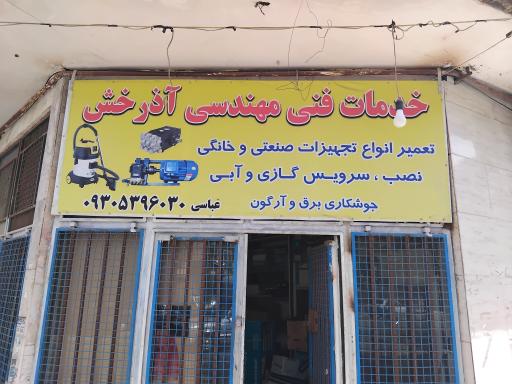 خدمات فنی مهندسی آذرخش
تعمیر انواع تجهیزات صنعتی و خانگی
نصب ، سرویس گازی و آبی
جوشکاری برق و آرگون
عباسی ۰۹۳۰۵۳۹۶۰۳۰